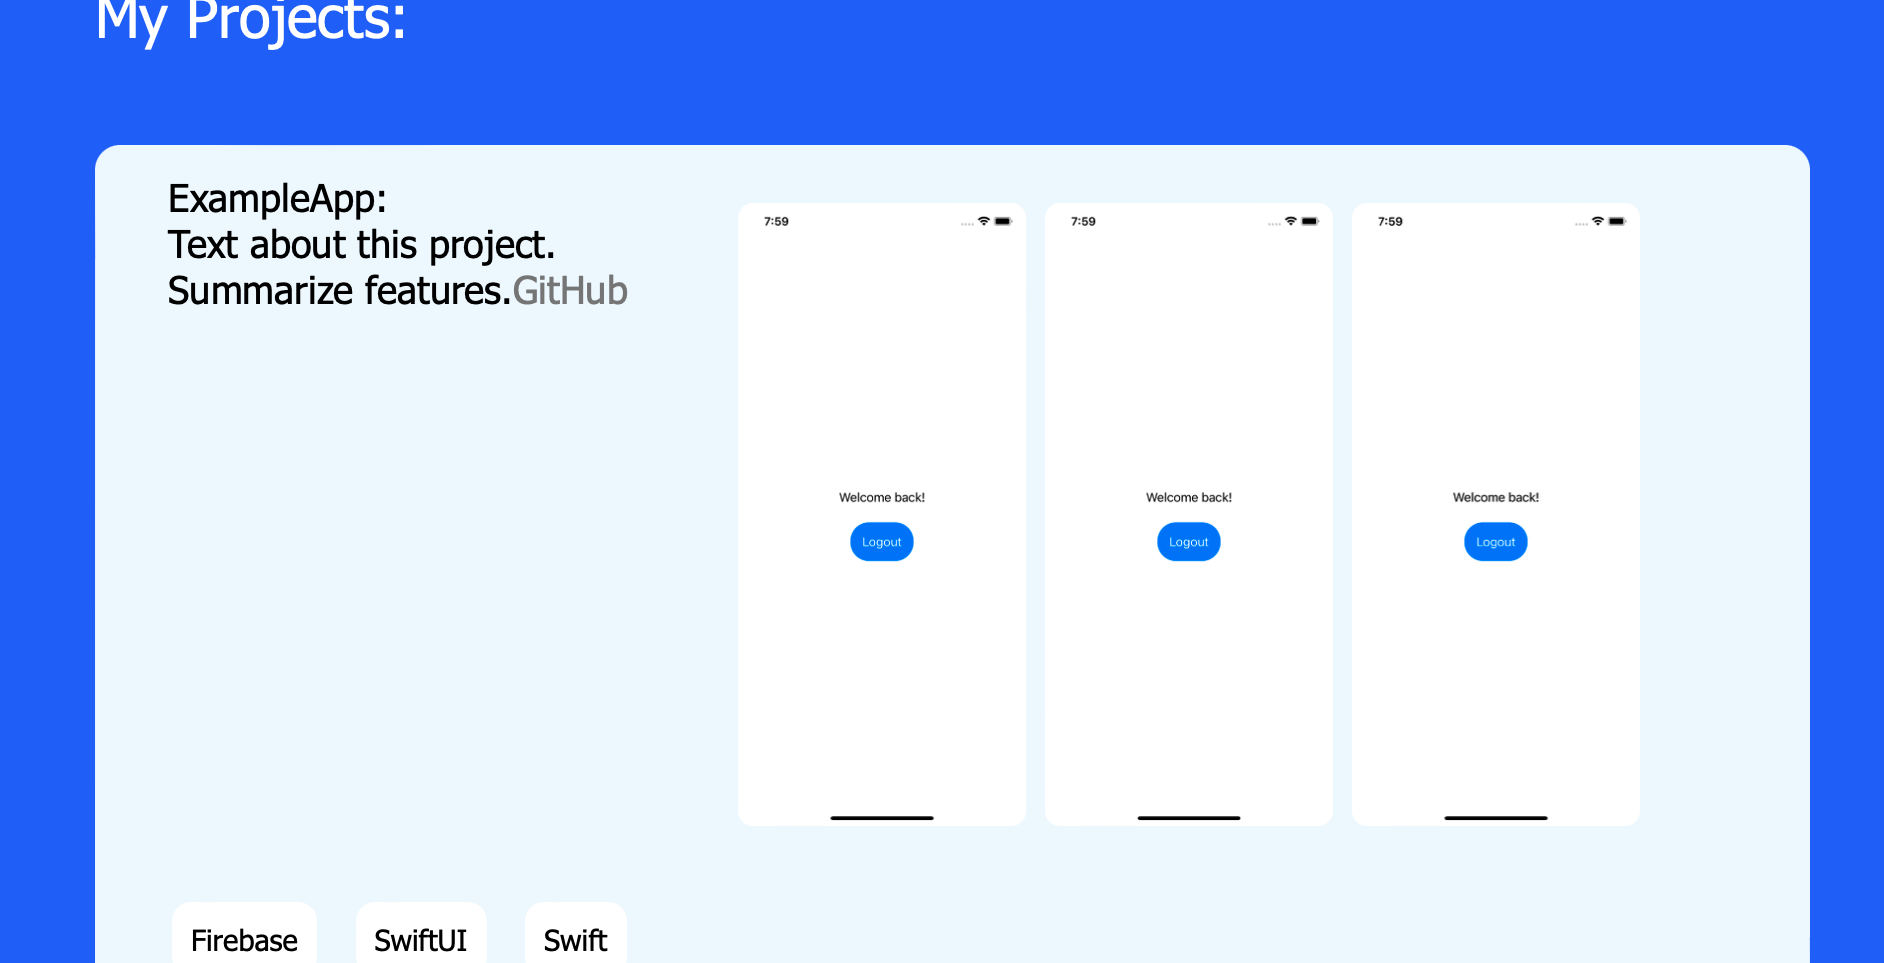 My Projects:
ExampleApp:
Text about this project.
Summarize features.GitHub
7:59
Welcome back!
Logout
7:59
Welcome back!
Logout
7:59
Welcome back!
Logout
Firebase
SwiftUI
Swift